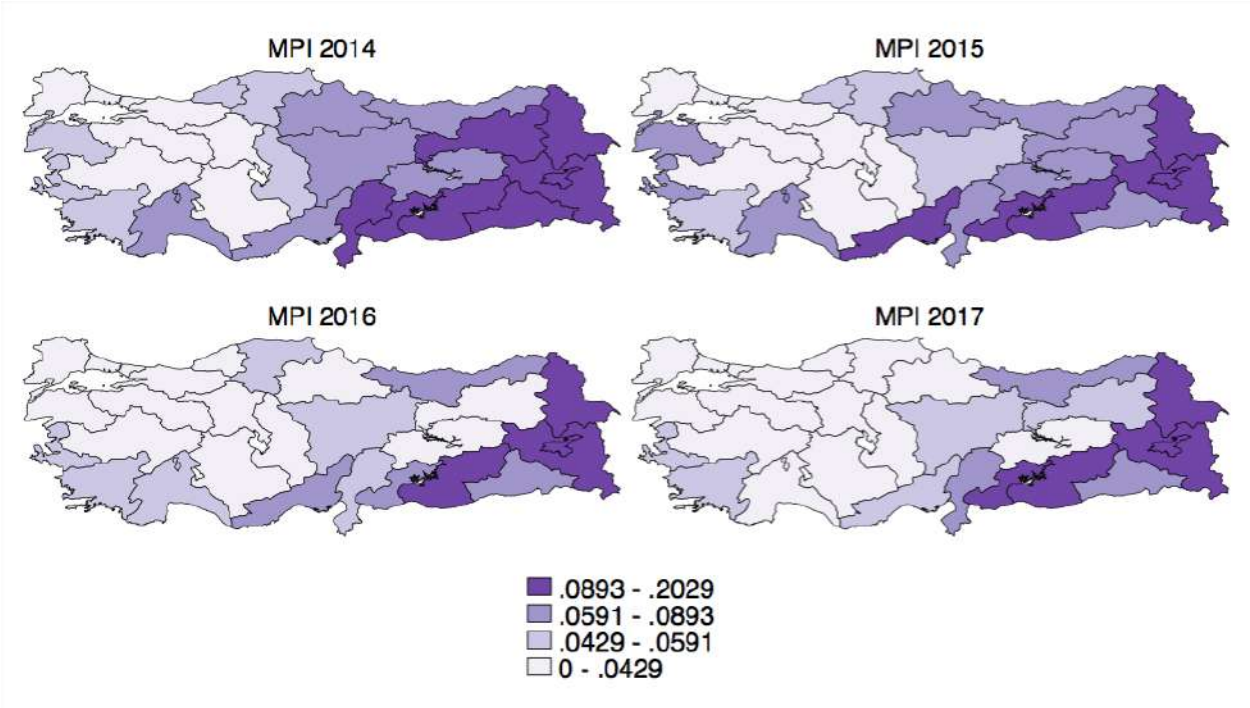 MPI 2014
MPI 2015
MPI 2016
MPI 2017
.0893 - .2029
.0591 - .0893
.0429 - .0591
0 - .0429